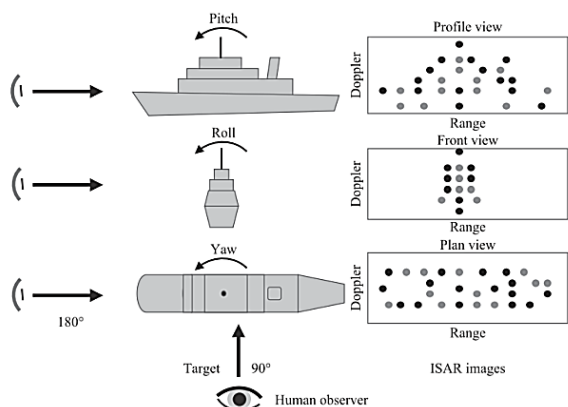 Pitch
Profile view
Doppler
Range
Roll
Front view
Doppler
Range
Yaw
Plan view
Doppler
Range
180°
Target 90°
ISAR images
Human observer